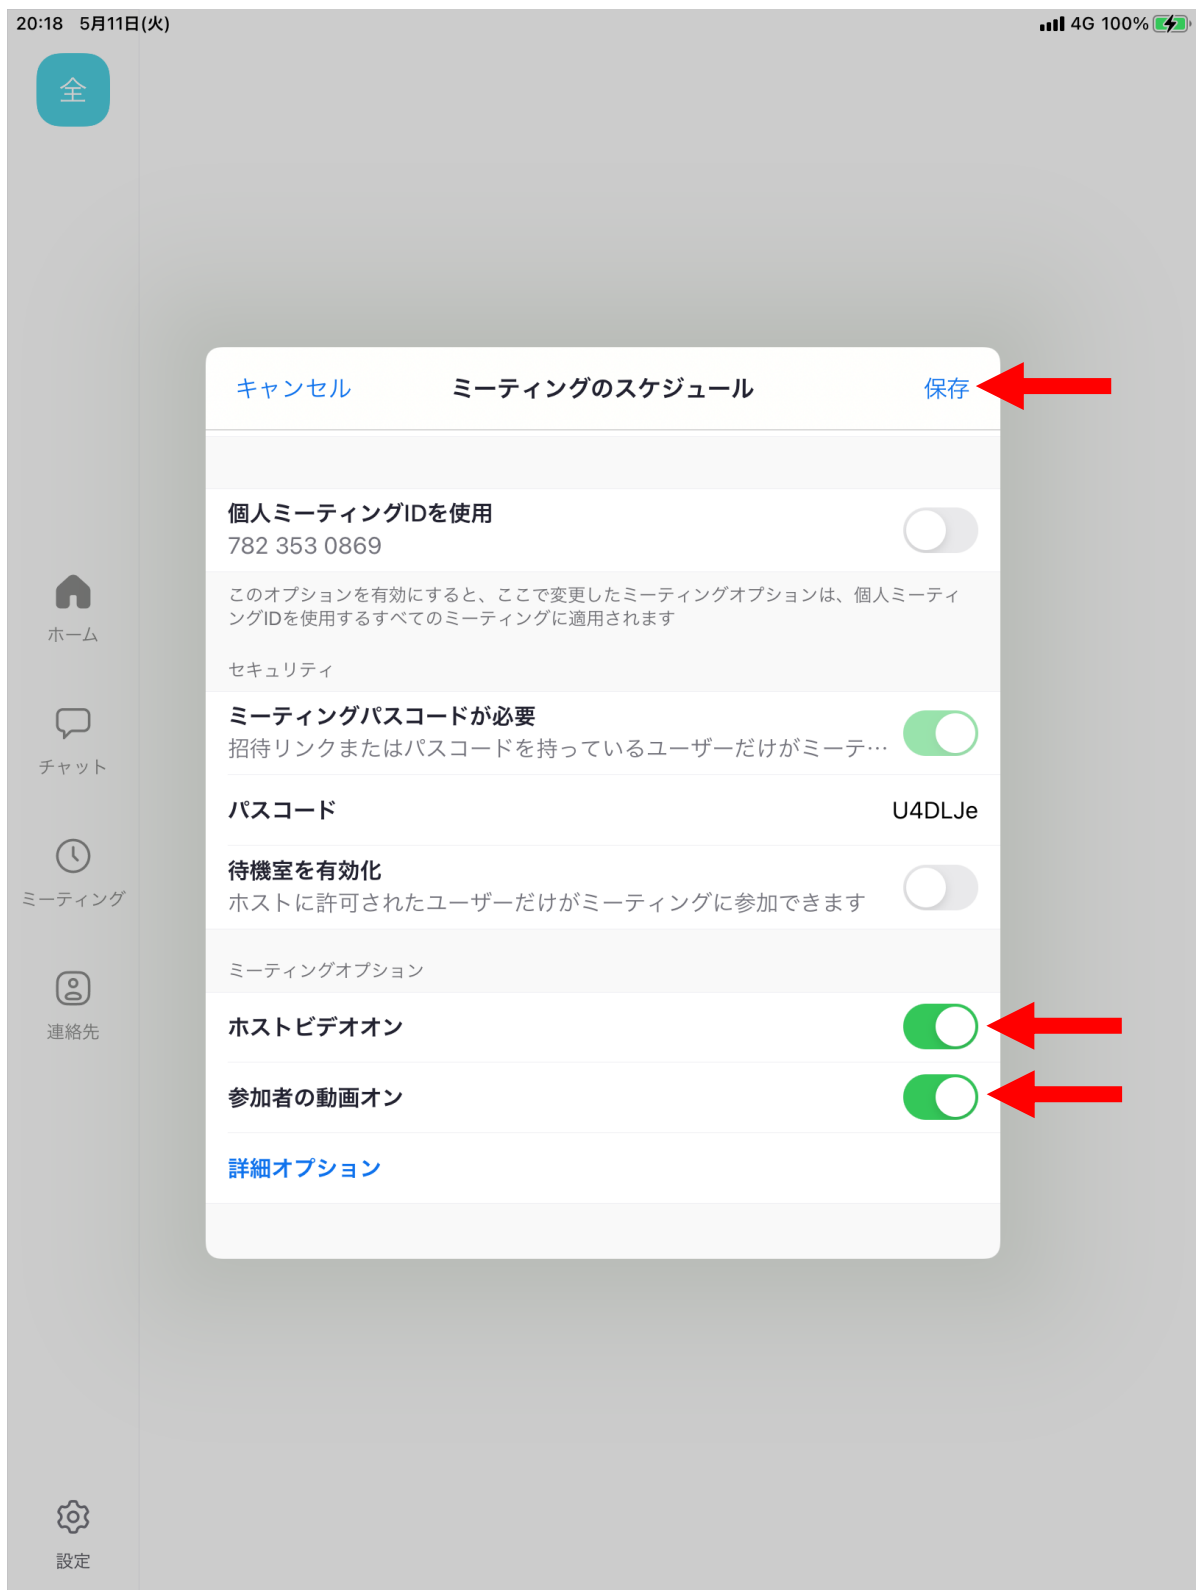 20:18 5月11日(火)
4G 100%
全
キャンセル ミーティングのスケジュール 保存
個人ミーティングIDを使用
782 353 0869
このオプションを有効にすると、ここで変更したミーティングオプションは、個人ミーティ
ングIDを使用するすべてのミーティングに適用されます
セキュリティ
ミーティングパスコードが必要
招待リンクまたはパスコードを持っているユーザーだけがミーテ…
パスコード U4DLJe
待機室を有効化
ホストに許可されたユーザーだけがミーティングに参加できます
ミーティングオプション
ホストビデオオン
参加者の動画オン
詳細オプション
ホーム
チャット
ミーティング
連絡先
設定